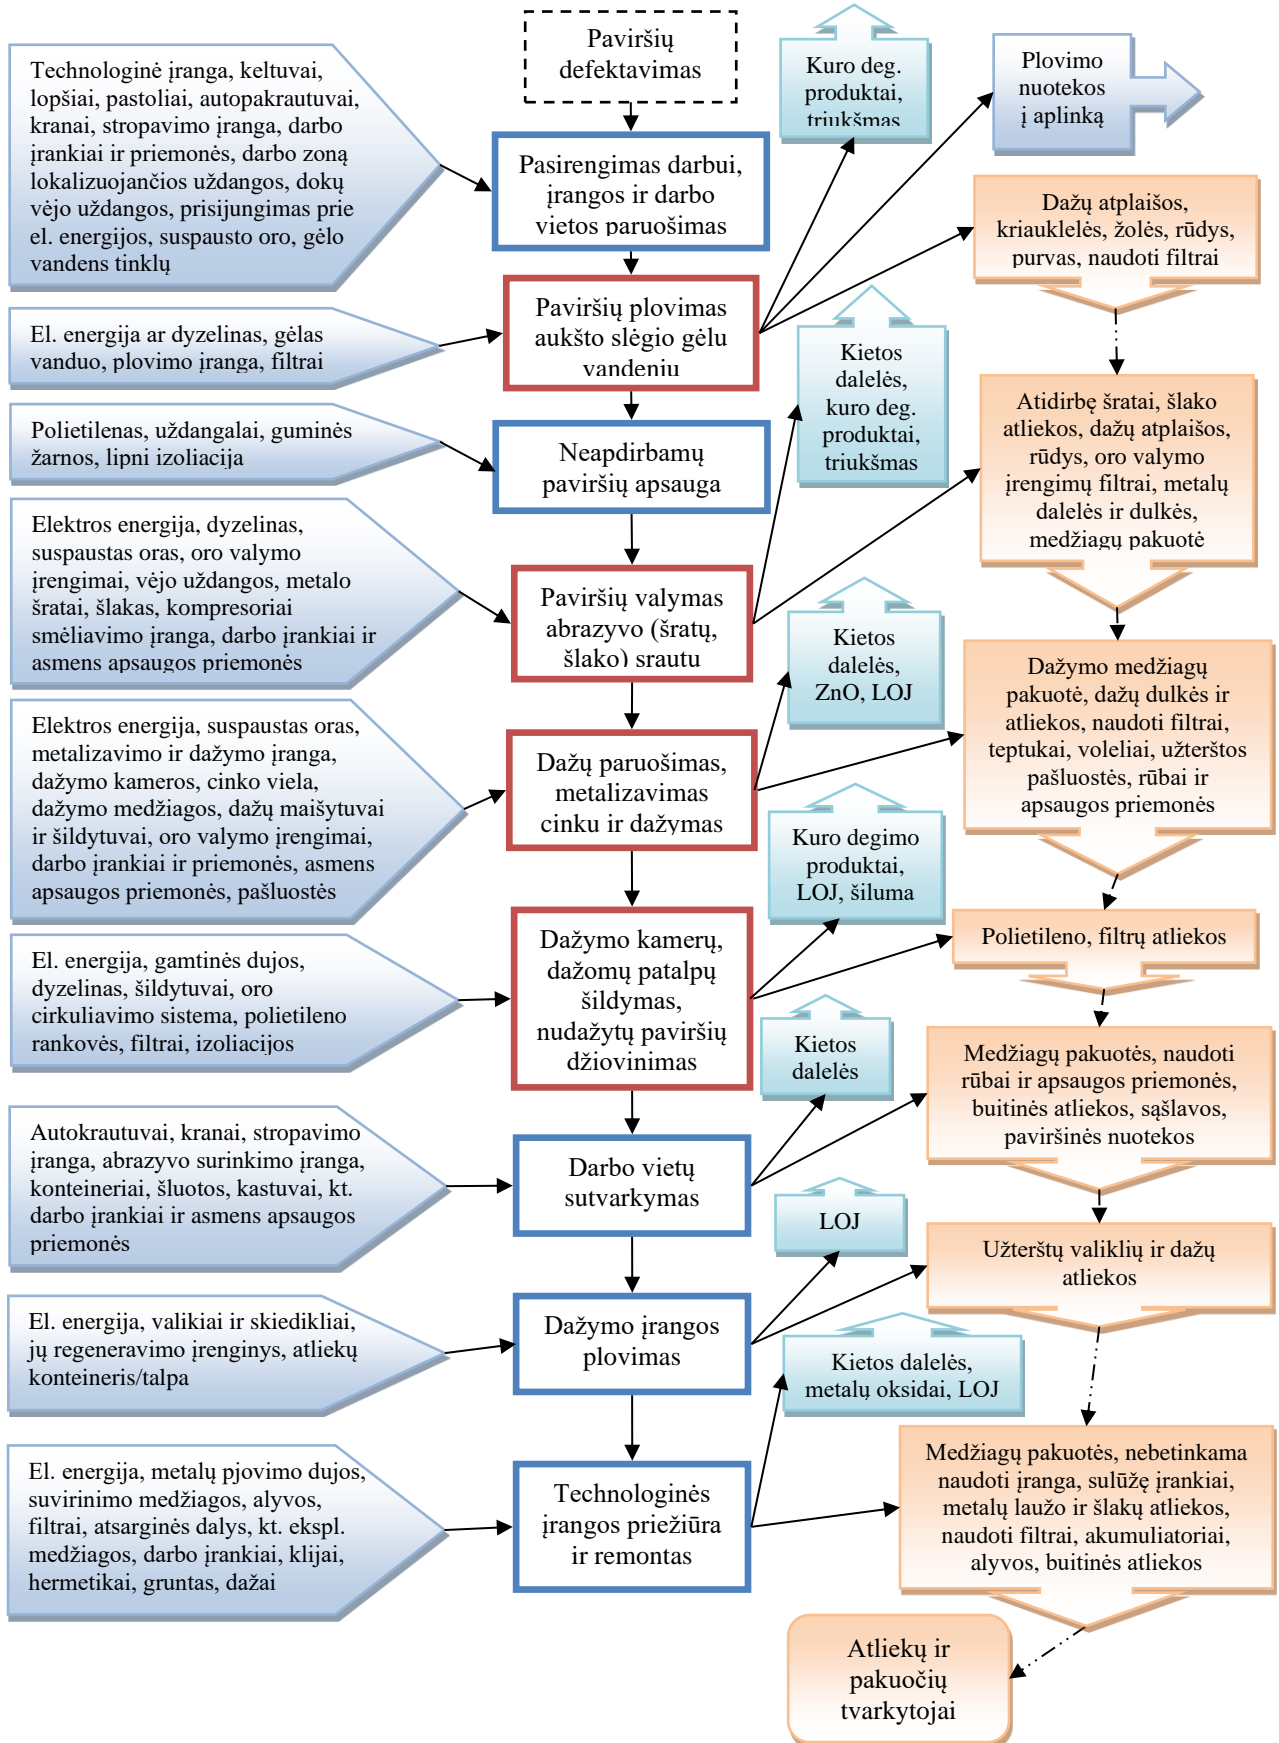 Paviršių
defektavimas
Kuro deg.
produktai,
triukšmas
Plovimo
nuotekos
į aplinką
Technologinė įranga, keltuvai,
lopšiai, pastoliai, autopakrautuvai,
kranai, stropavimo įranga, darbo
įrankiai ir priemonės, darbo zoną
lokalizuojančios uždangos, dokų
vėjo uždangos, prisijungimas prie
el. energijos, suspausto oro, gėlo
vandens tinklų
Pasirengimas darbui,
įrangos ir darbo
vietos paruošimas
Dažų atplaišos,
kriauklelės, žolės, rūdys,
purvas, naudoti filtrai
El. energija ar dyzelinas, gėlas
vanduo, plovimo įranga, filtrai
Paviršių plovimas
aukšto slėgio gėlu
vandeniu
Kietos
dalelės,
kuro deg.
produktai,
triukšmas
Atidirbę šratai, šlako
atliekos, dažų atplaišos,
rūdys, oro valymo
įrengimų filtrai, metalų
dalelės ir dulkės,
medžiagų pakuotė
Polietilenas, uždangalai, guminės
žarnos, lipni izoliacija
Neapdirbamų
paviršių apsauga
Elektros energija, dyzelinas,
suspaustas oras, oro valymo
įrengimai, vėjo uždangos, metalo
šratai, šlakas, kompresoriai
smėliavimo įranga, darbo įrankiai ir
asmens apsaugos priemonės
Paviršių valymas
abrazyvo (šratų,
šlako) srautu
Kietos
dalelės,
ZnO, LOJ
Dažymo medžiagų
pakuotė, dažų dulkės ir
atliekos, naudoti filtrai,
teptukai, voleliai, užterštos
pašluostės, rūbai ir
apsaugos priemonės
Elektros energija, suspaustas oras,
metalizavimo ir dažymo įranga,
dažymo kameros, cinko viela,
dažymo medžiagos, dažų maišytuvai
ir šildytuvai, oro valymo įrengimai,
darbo įrankiai ir priemonės, asmens
apsaugos priemonės, pašluostės
Dažų paruošimas,
metalizavimas
cinku ir dažymas
Kuro degimo
produktai,
LOJ, šiluma
Polietileno, filtrų atliekos
El. energija, gamtinės dujos,
dyzelinas, šildytuvai, oro
cirkuliavimo sistema, polietileno
rankovės, filtrai, izoliacijos
Dažymo kamerų,
dažomų patalpų
šildymas,
nudažytų paviršių
džiovinimas
Kietos
dalelės
Medžiagų pakuotės, naudoti
rūbai ir apsaugos priemonės,
buitinės atliekos, sąšlavos,
paviršinės nuotekos
Autokrautuvai, kranai, stropavimo
įranga, abrazyvo surinkimo įranga,
konteineriai, šluotos, kastuvai, kt.
darbo įrankiai ir asmens apsaugos
priemonės
Darbo vietų
sutvarkymas
LOJ
Užterštų valiklių ir dažų
atliekos
El. energija, valikiai ir skiedikliai,
jų regeneravimo įrenginys, atliekų
konteineris/talpa
Dažymo įrangos
plovimas
Kietos dalelės,
metalų oksidai, LOJ
Medžiagų pakuotės, nebetinkama
naudoti įranga, sulūžę įrankiai,
metalų laužo ir šlakų atliekos,
naudoti filtrai, akumuliatoriai,
alyvos, buitinės atliekos
El. energija, metalų pjovimo dujos,
suvirinimo medžiagos, alyvos,
filtrai, atsarginės dalys, kt. ekspl.
medžiagos, darbo įrankiai, klijai,
hermetikai, gruntas, dažai
Technologinės
įrangos priežiūra
ir remontas
Atliekų ir
pakuočių
tvarkytojai